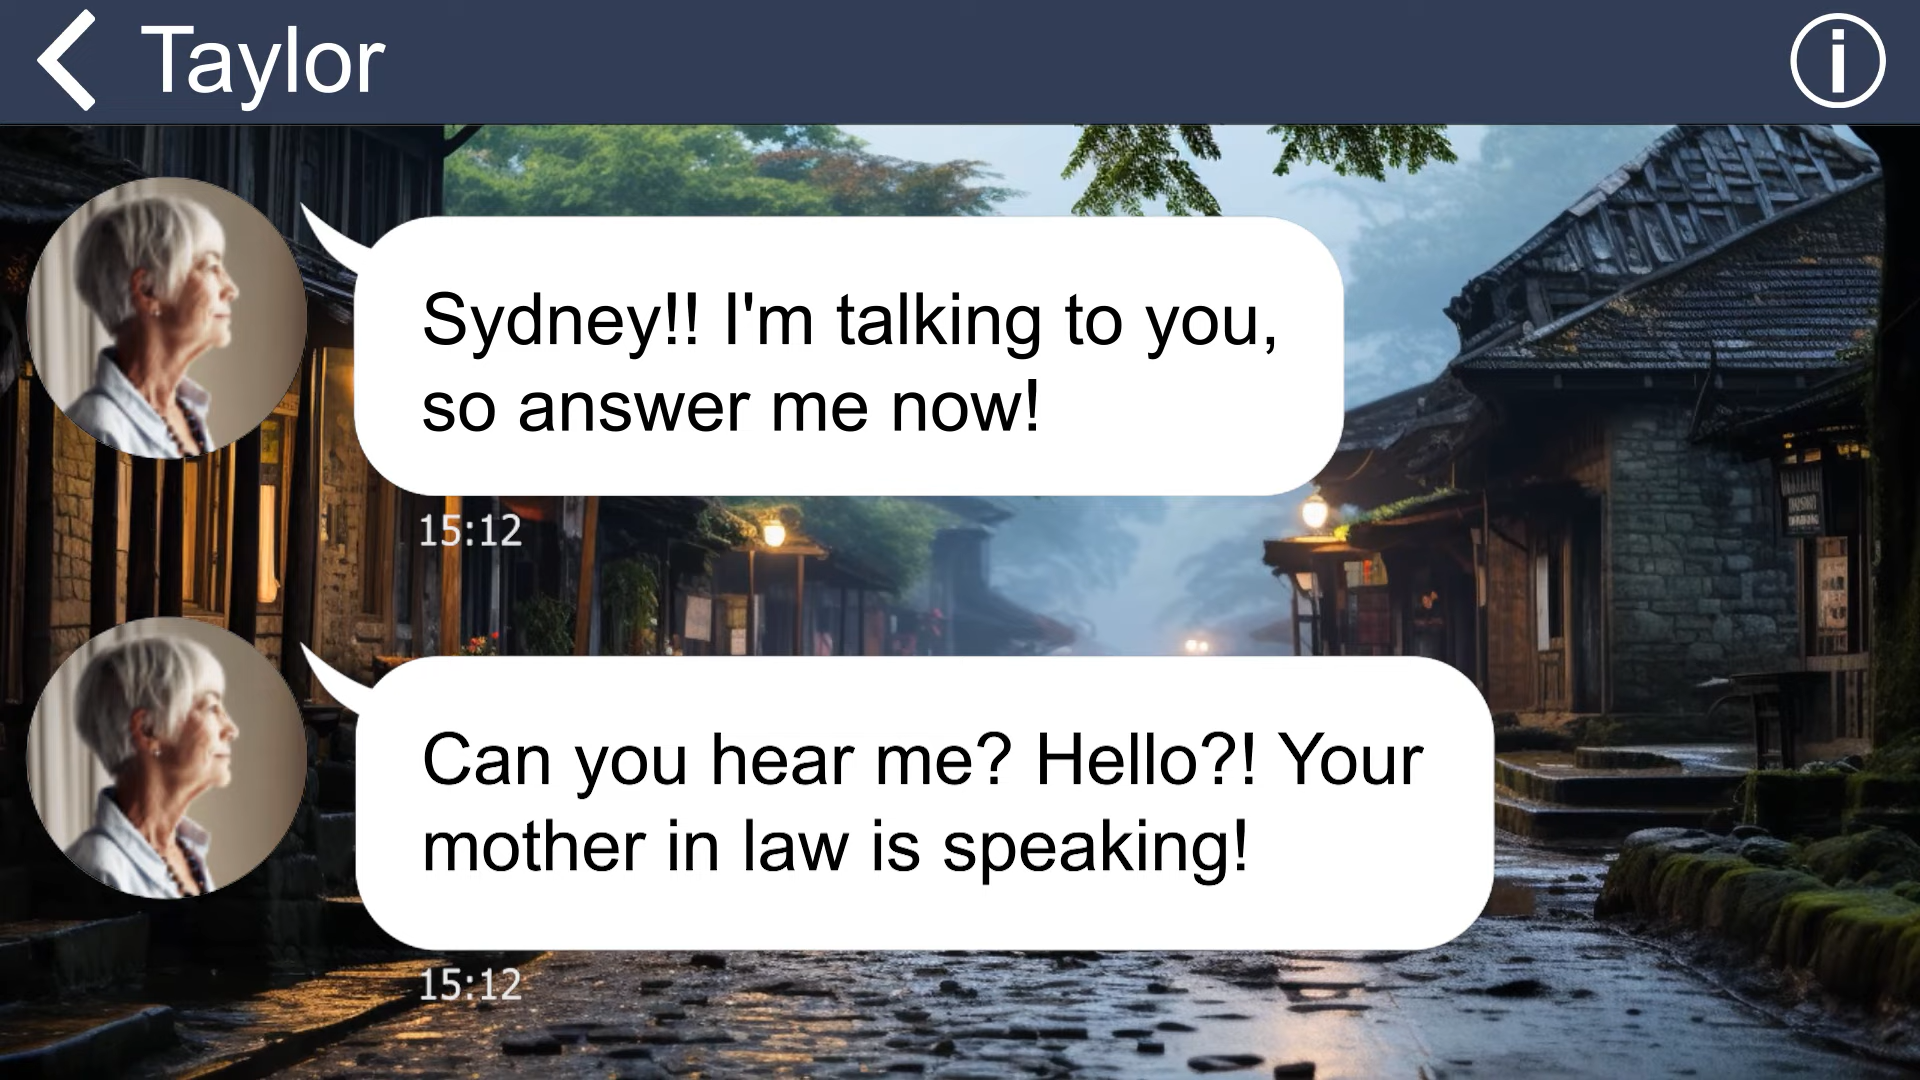 Taylor
Sydney!! I'm talking to you,
so answer me now!
15:12
Can you hear me? Hello?! Your
mother in law is speaking!
15:12